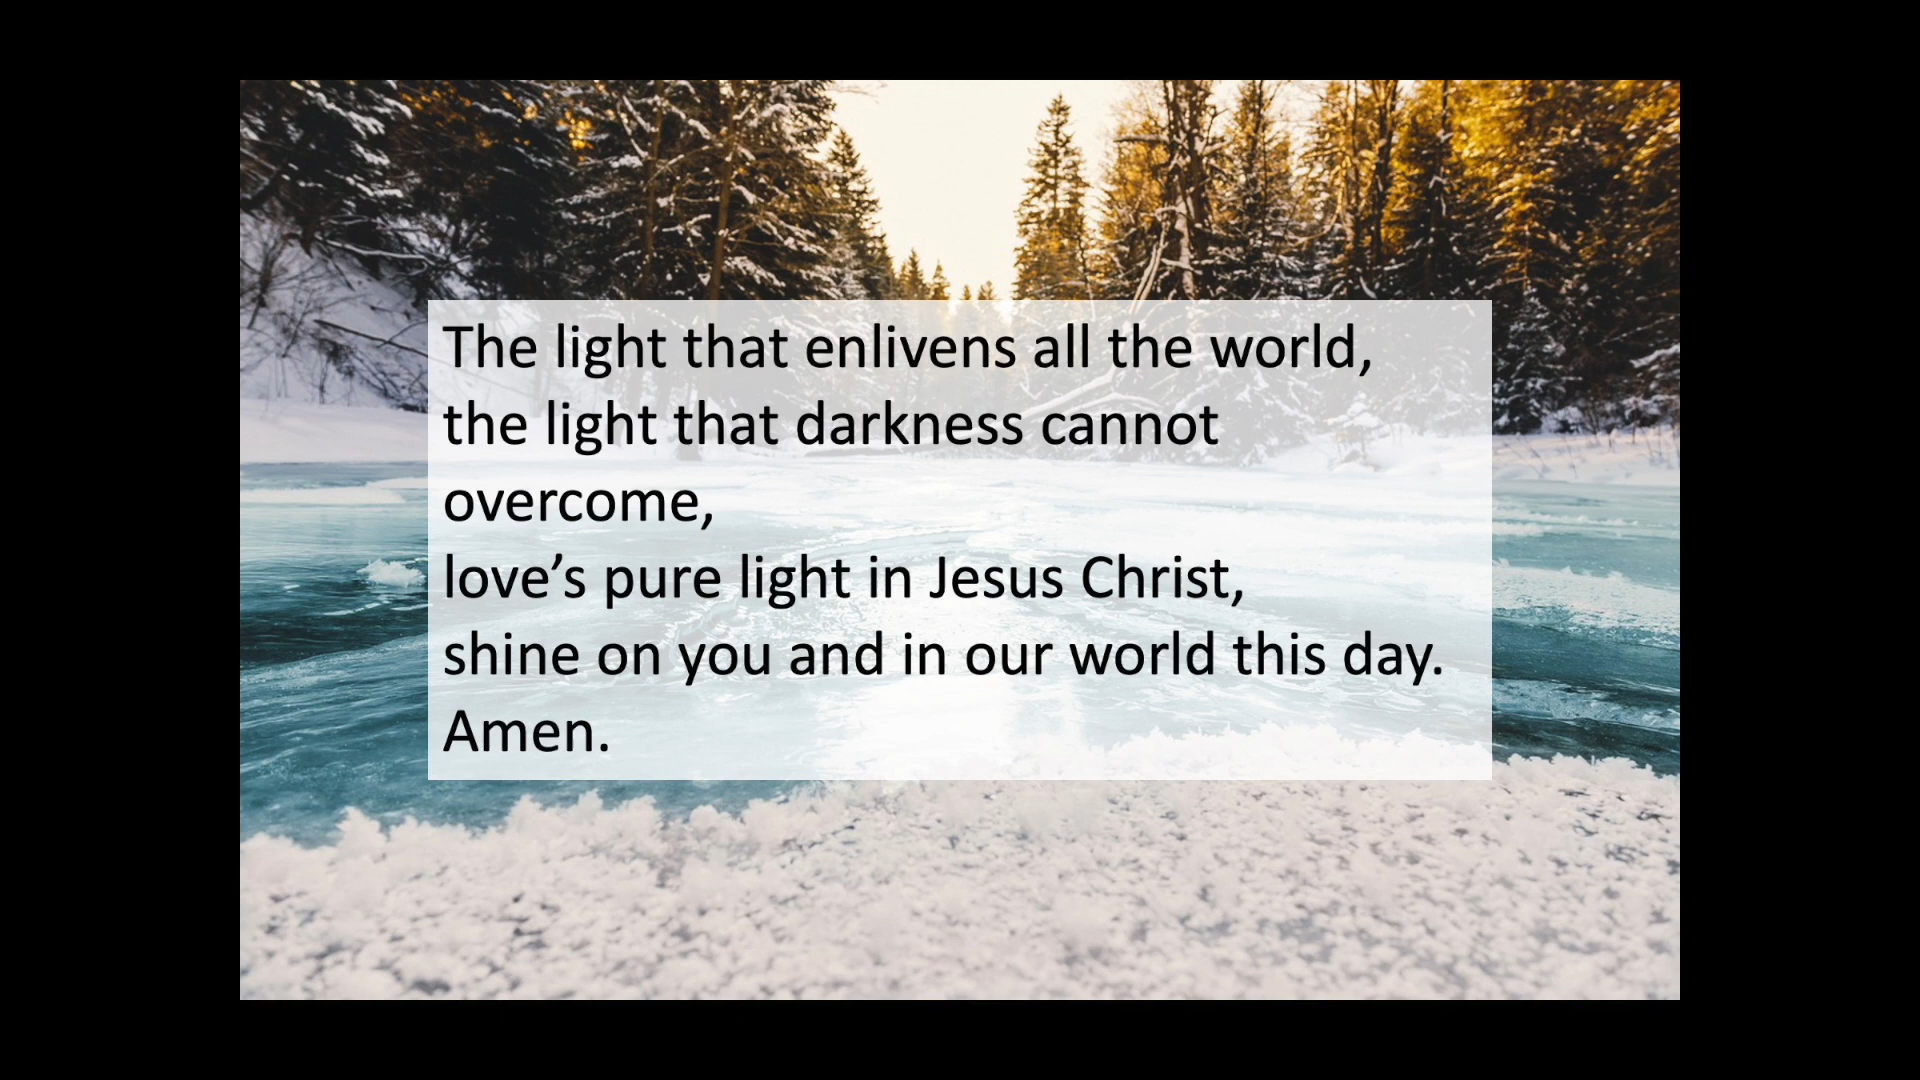 The light that enlivens all the world,
the light that darkness cannot
overcome,
love’s pure light in Jesus Christ,
shine on you and in our world this day.
Amen.